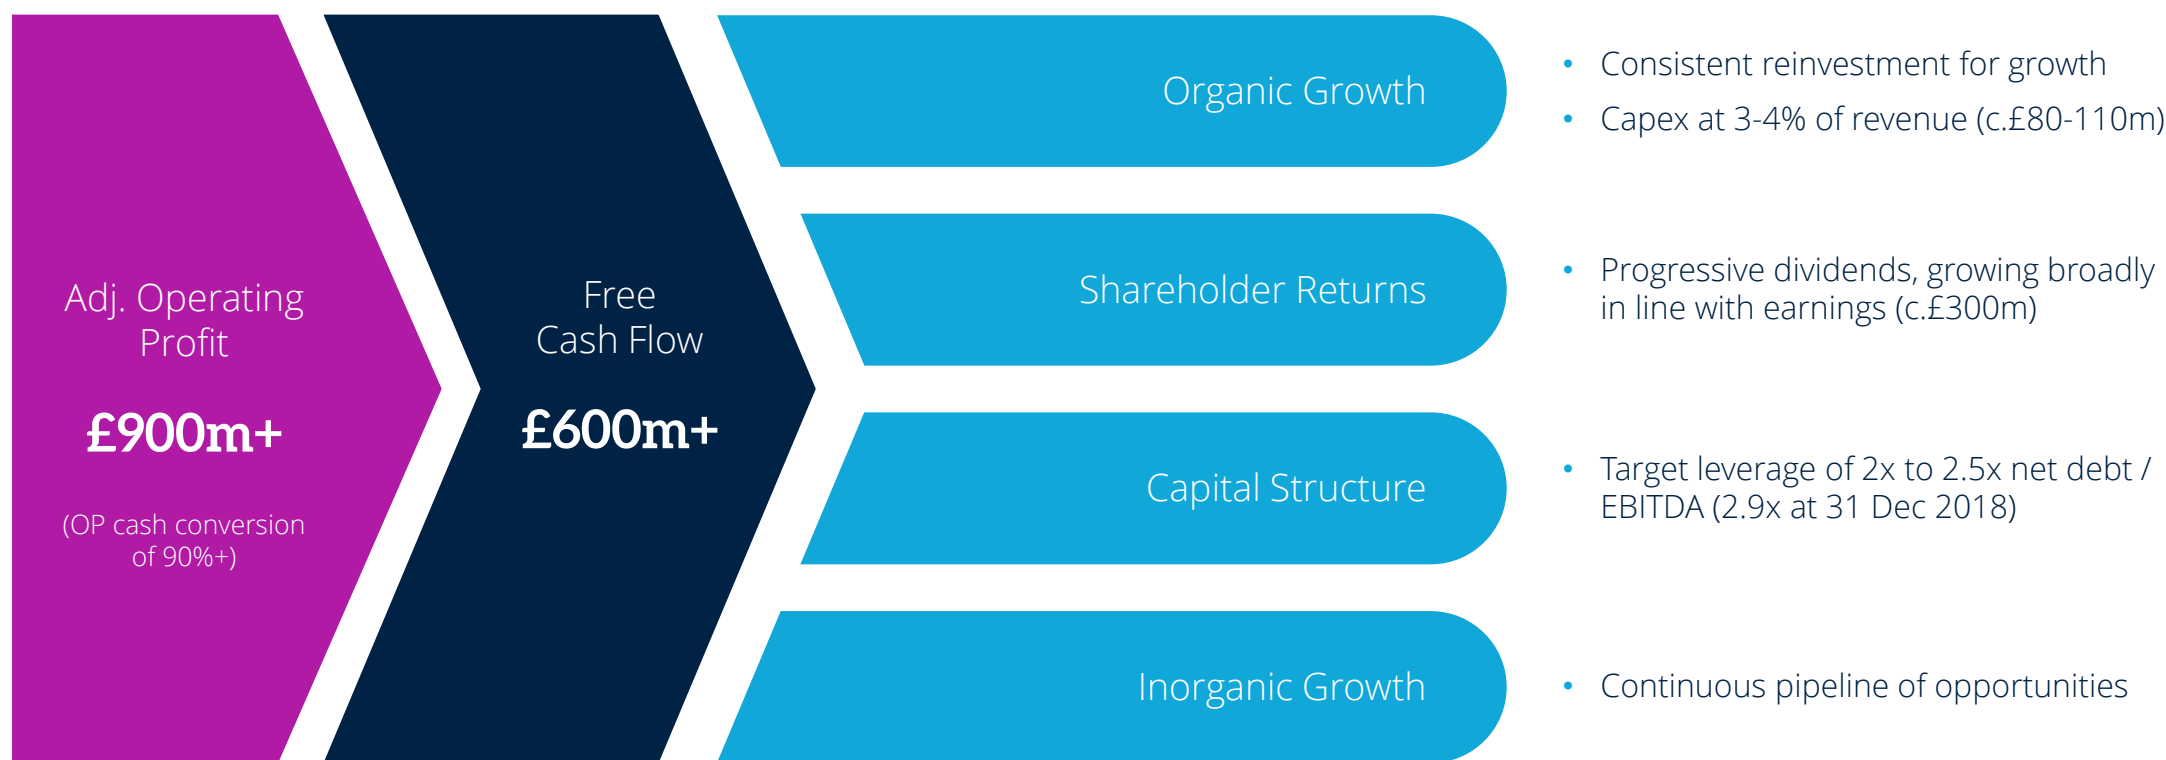 Adj. Operating
Profit
£900m+
(OP cash conversion
of 90%+)
Free
Cash Flow
£600m+
Organic Growth
• Consistent reinvestment for growth
• Capex at 3-4% of revenue (c.£80-110m)
Shareholder Returns
• Progressive dividends, growing broadly
in line with earnings (c.£300m)
Capital Structure
• Target leverage of 2x to 2.5x net debt /
EBITDA (2.9x at 31 Dec 2018)
Inorganic Growth
• Continuous pipeline of opportunities